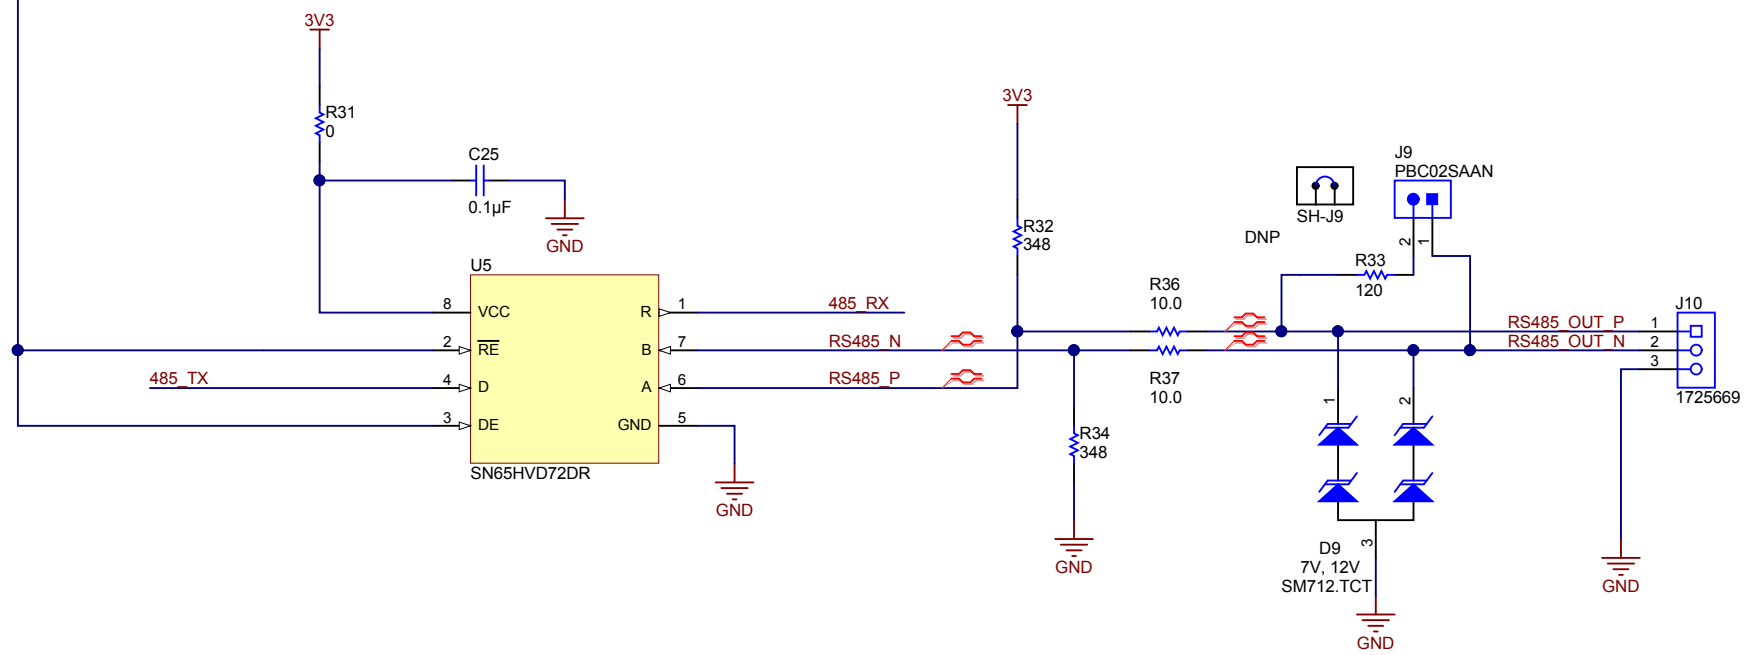 3V3
R31
0
C25
0.1µF
GND
U5
8 VCC
2 RE
485_TX 4 D
3 DE
R 1 485_RX
B 7 RS485_N
A 6 RS485_P
GND 5
SN65HVD72DR
GND
3V3
R32
348
R34
348
GND
R36
10.0
R37
10.0
SH-J9
DNP
J9
PBC02SAAN
2 1
R33
120
RS485_OUT_P 1
RS485_OUT_N 2
3
J10
1725669
GND
1 2
3
D9
7V, 12V
SM712.TCT
GND